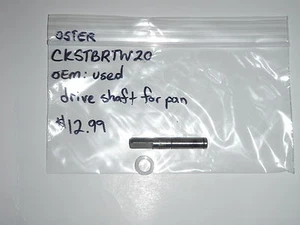 OSTER
CKSTBRTW20
OEM: used
drive shaft for pan
$12.99